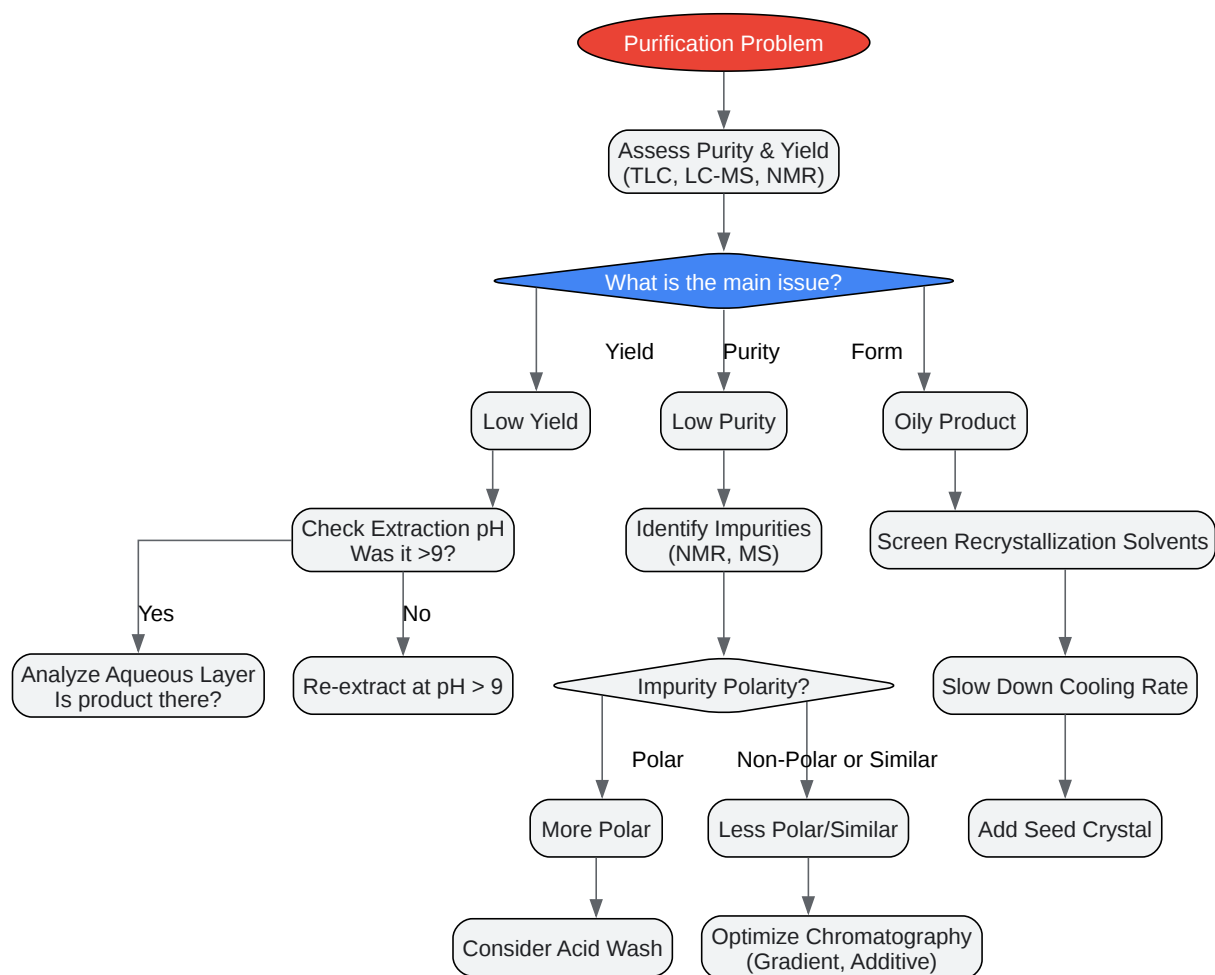 Purification Problem
Assess Purity & Yield
(TLC, LC-MS, NMR)
What is the main issue?
Yield
Purity
Form
Low Yield
Low Purity
Oily Product
Check Extraction pH
Was it >9?
Identify Impurities
(NMR, MS)
Screen Recrystallization Solvents
Yes
No
Analyze Aqueous Layer
Is product there?
Re-extract at pH > 9
Impurity Polarity?
Slow Down Cooling Rate
Polar
Non-Polar or Similar
More Polar
Less Polar/Similar
Add Seed Crystal
Consider Acid Wash
Optimize Chromatography
(Gradient, Additive)